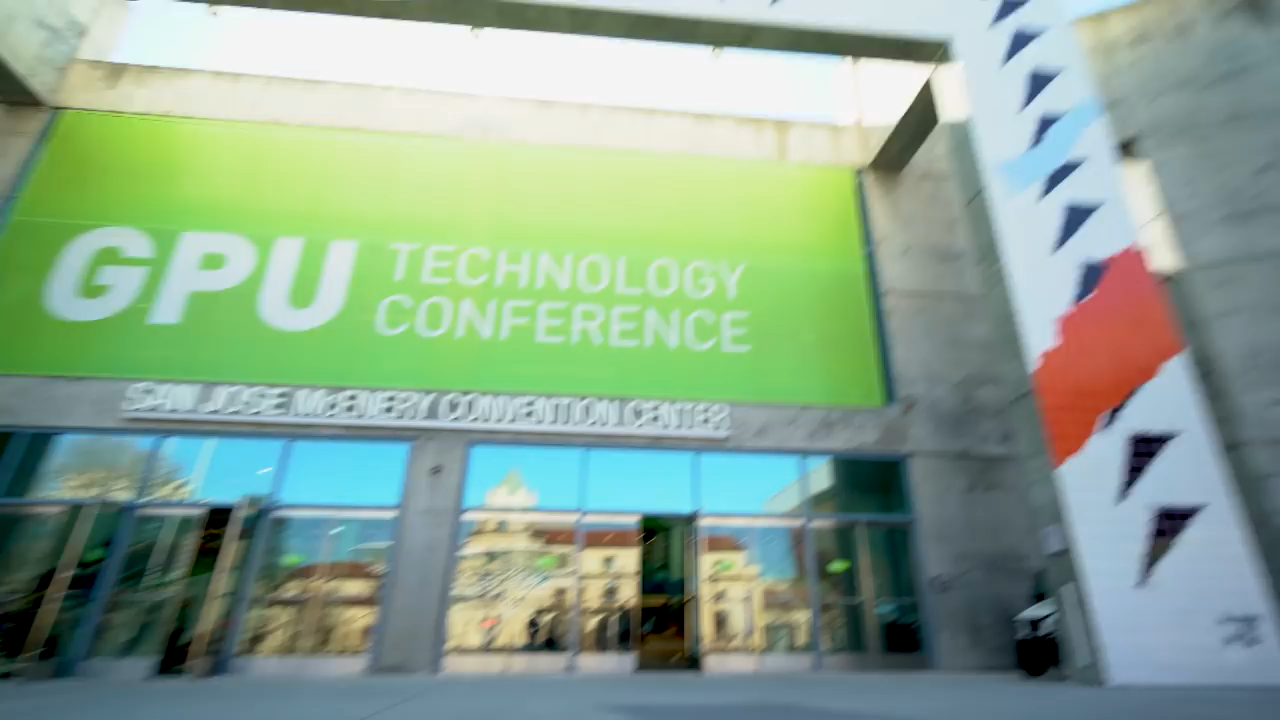 GPU TECHNOLOGY
CONFERENCE
SAN JOSE McENERY CONVENTION CENTER